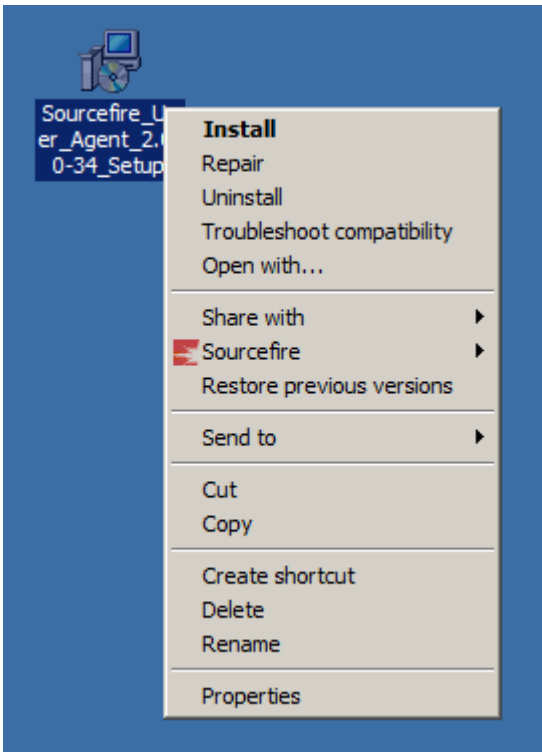 Sourcefire_U
er_Agent_2.
0-34_Setup
Install
Repair
Uninstall
Troubleshoot compatibility
Open with...
Share with
Sourcefire
Restore previous versions
Send to
Cut
Copy
Create shortcut
Delete
Rename
Properties